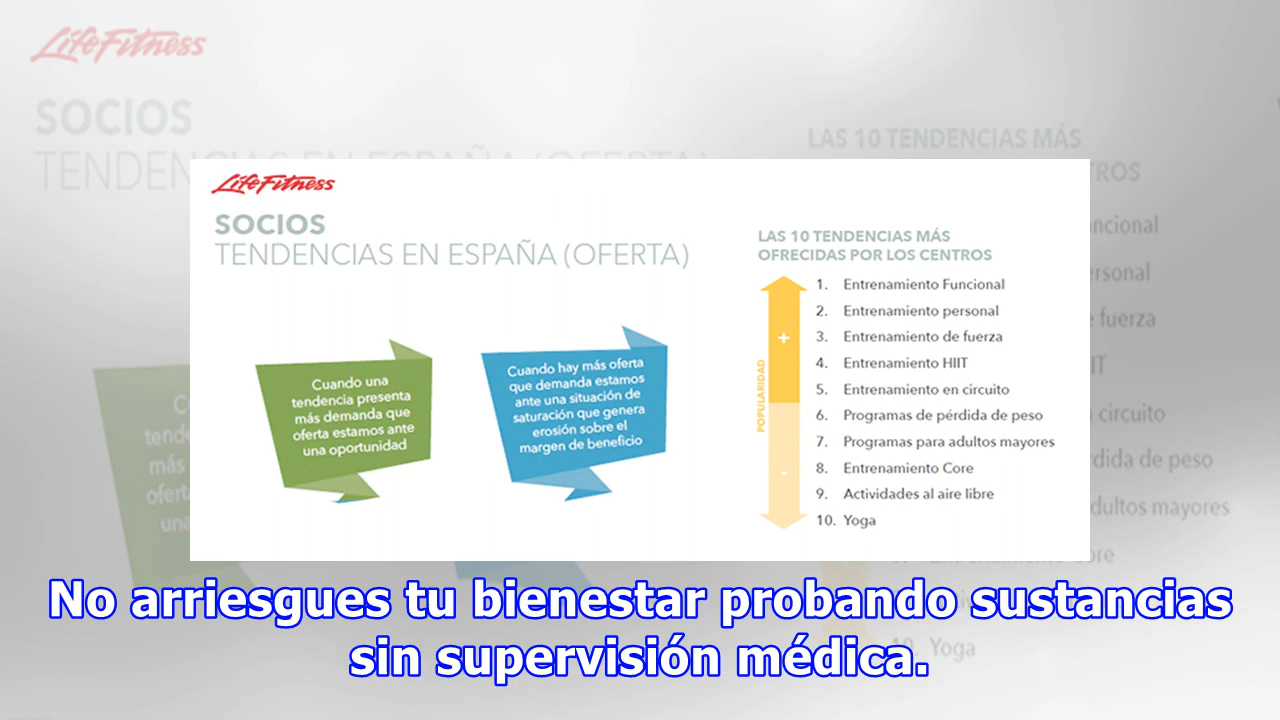 LifeFitness
SOCIOS
TENDENCIAS EN ESPAÑA (OFERTA)
LAS 10 TENDENCIAS MÁS
OFRECIDAS POR LOS CENTROS
Cuando una
tendencia presenta
más demanda que
oferta estamos ante
una oportunidad
Cuando hay más oferta
que demanda estamos
ante una situación de
saturación que genera
erosión sobre el
margen de beneficio
POPULARIDAD
+
-
1. Entrenamiento Funcional
2. Entrenamiento personal
3. Entrenamiento de fuerza
4. Entrenamiento HIIT
5. Entrenamiento en circuito
6. Programas de pérdida de peso
7. Programas para adultos mayores
8. Entrenamiento Core
9. Actividades al aire libre
10. Yoga
No arriesgues tu bienestar probando sustancias
sin supervisión médica.